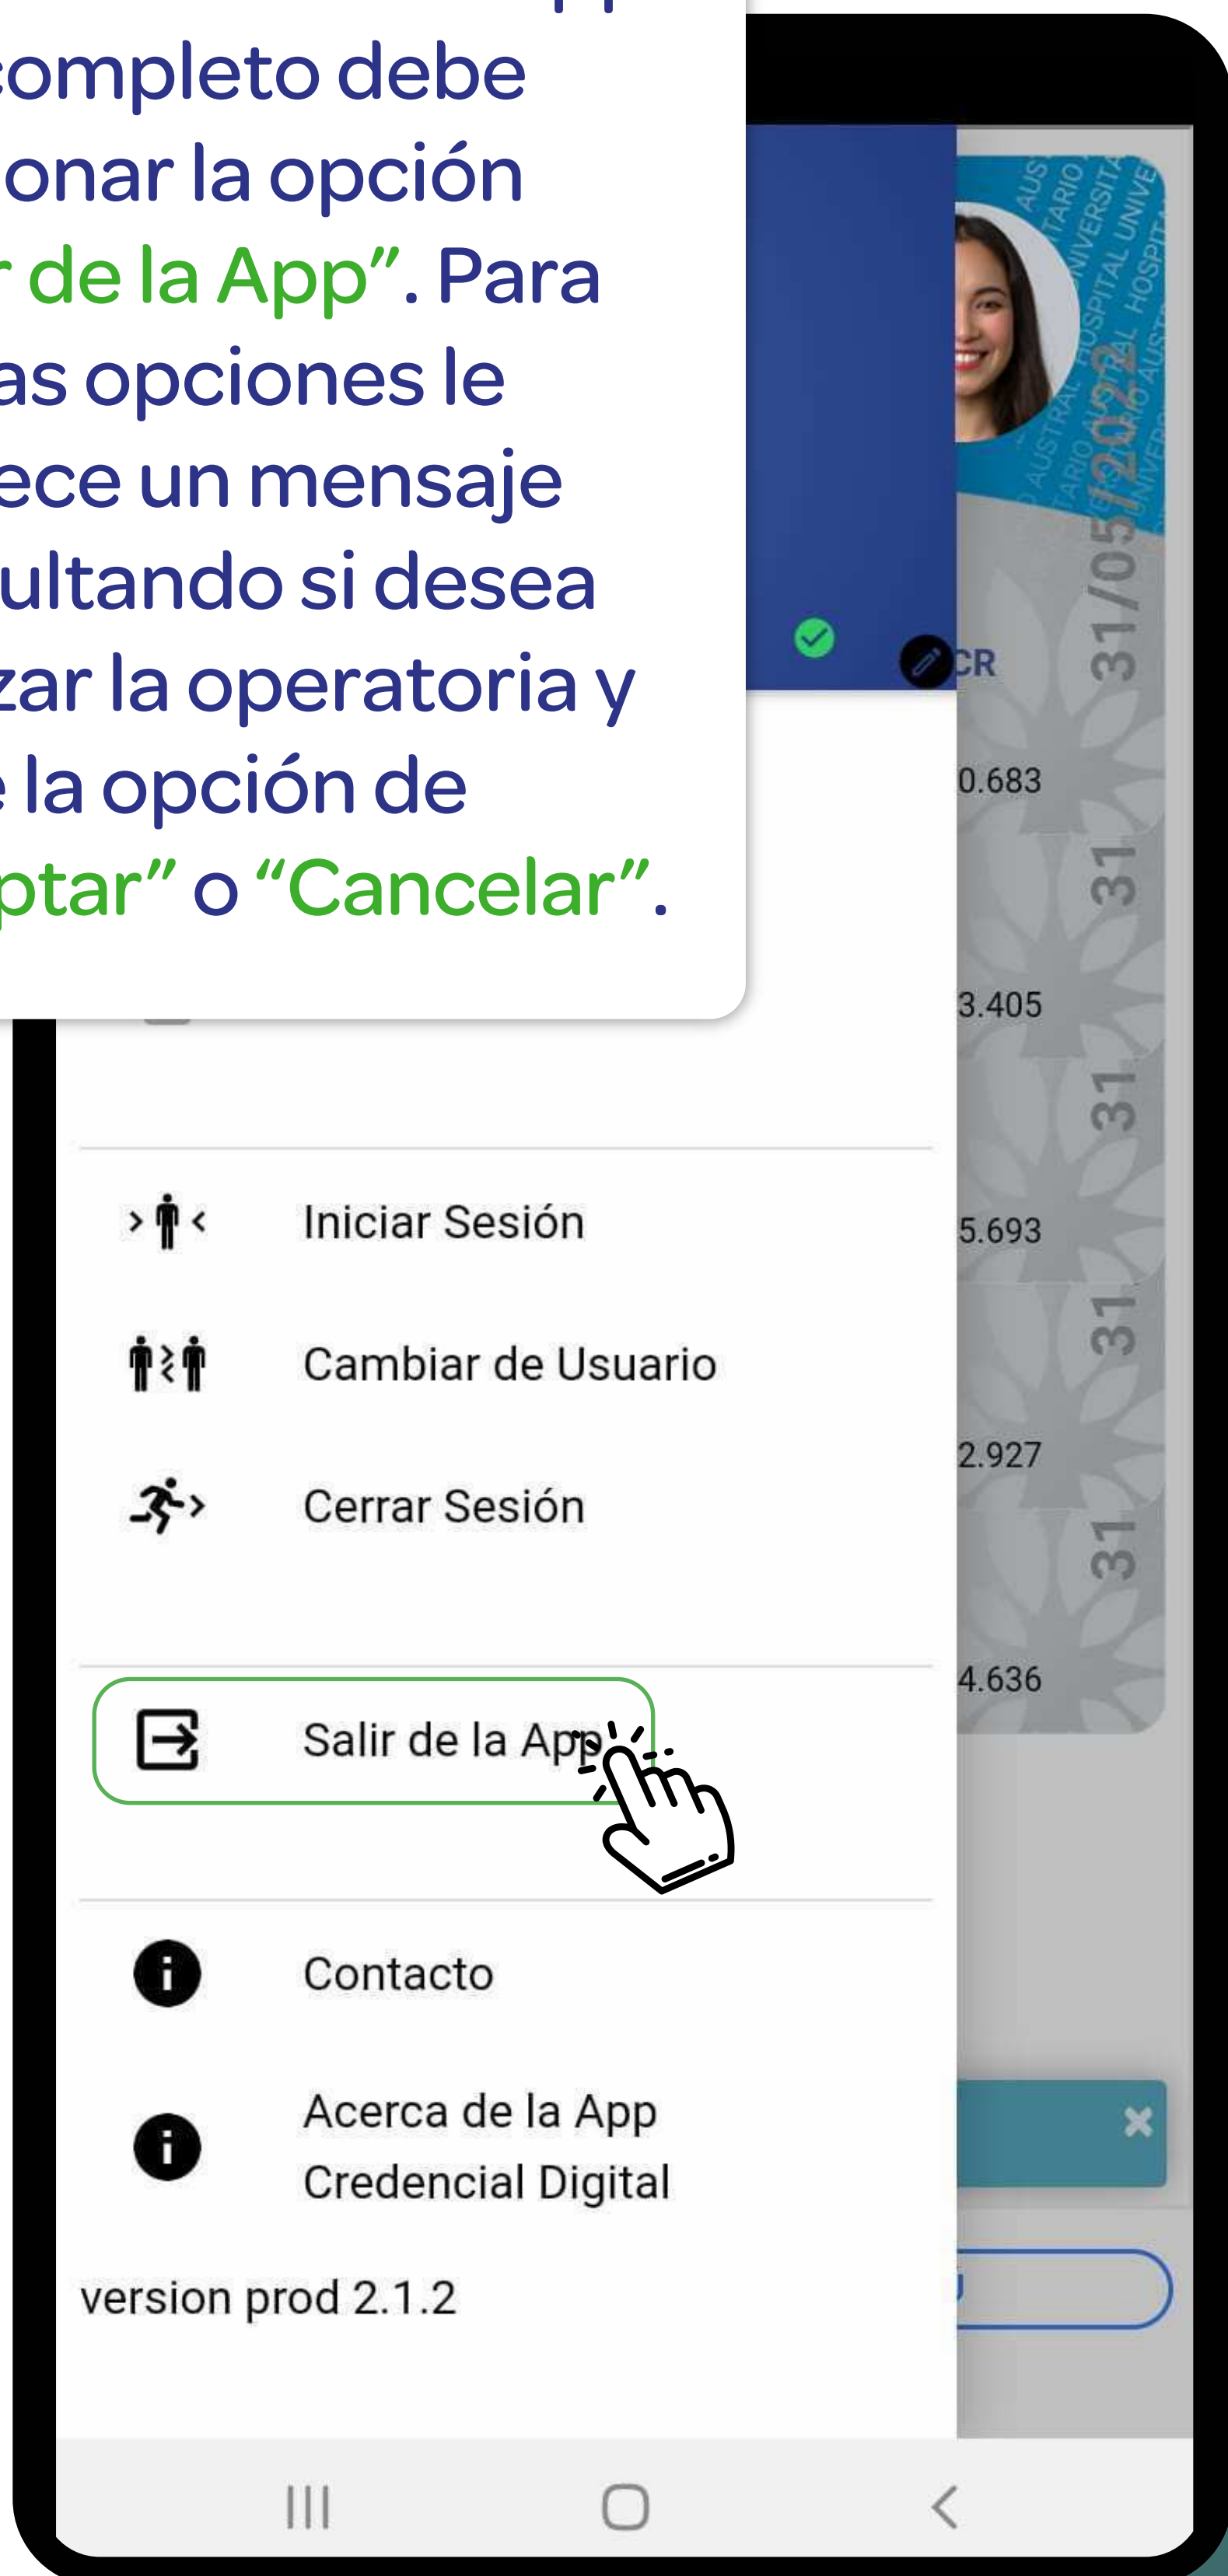 completo debe
onar la opción
r de la App". Para
as opciones le
ece un mensaje
ultando si desea
zar la operatoria y
e la opción de
ptar" o "Cancelar".
31/05/2022
CR
0.683
31
3.405
31
Iniciar Sesión
5.693
31
Cambiar de Usuario
2.927
Cerrar Sesión
31
4.636
Salir de la App
Contacto
Acerca de la App
Credencial Digital
version prod 2.1.2